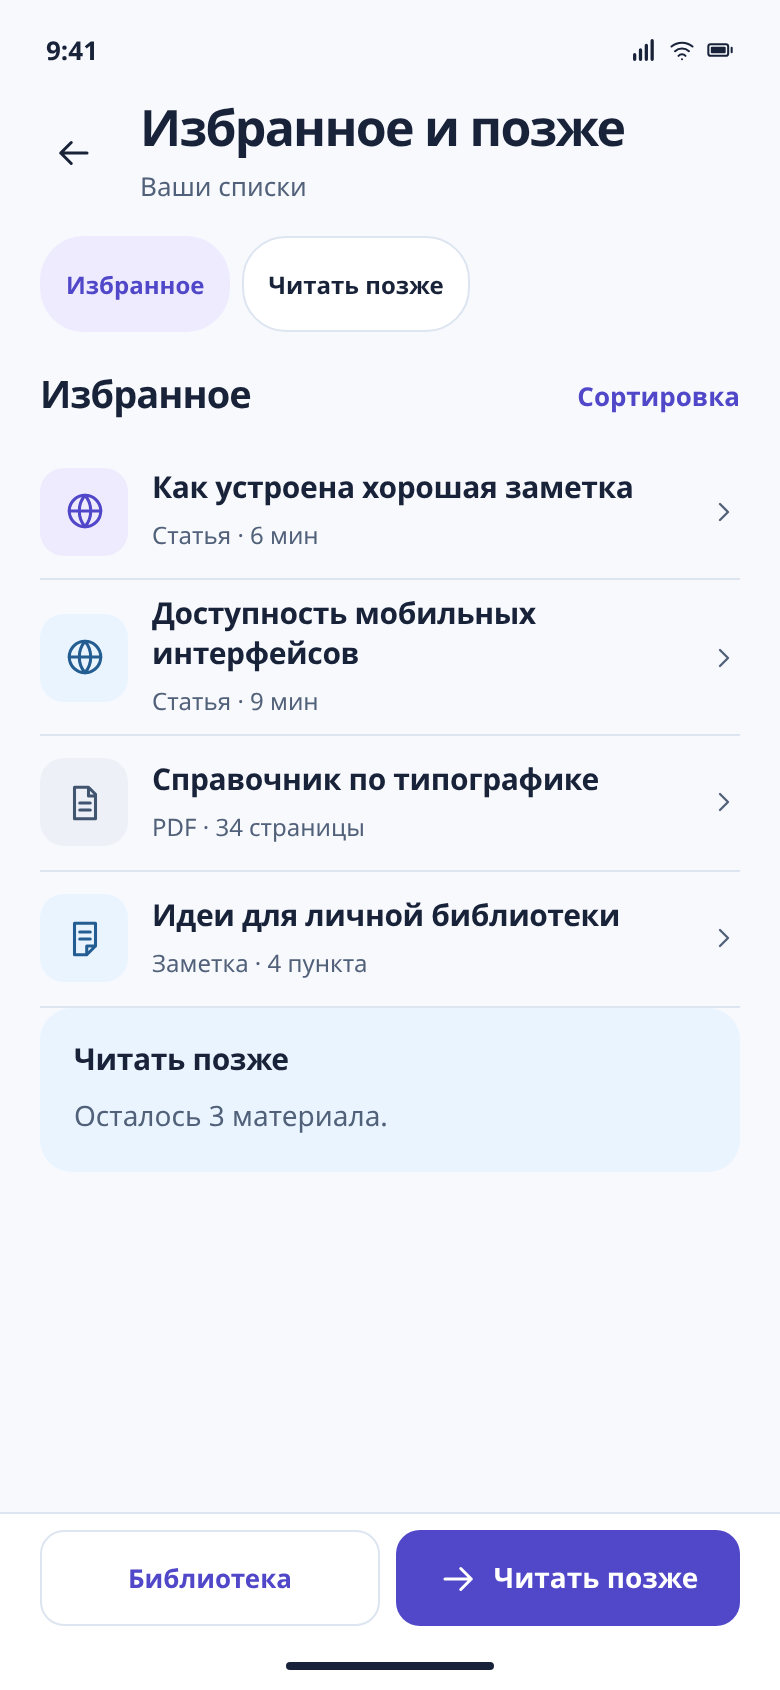 9:41
Избранное и позже
Ваши списки
Избранное
Читать позже
Избранное
Сортировка
Как устроена хорошая заметка
Статья · 6 мин
Доступность мобильных
интерфейсов
Статья · 9 мин
Справочник по типографике
PDF · 34 страницы
Идеи для личной библиотеки
Заметка · 4 пункта
Читать позже
Осталось 3 материала.
Библиотека
Читать позже